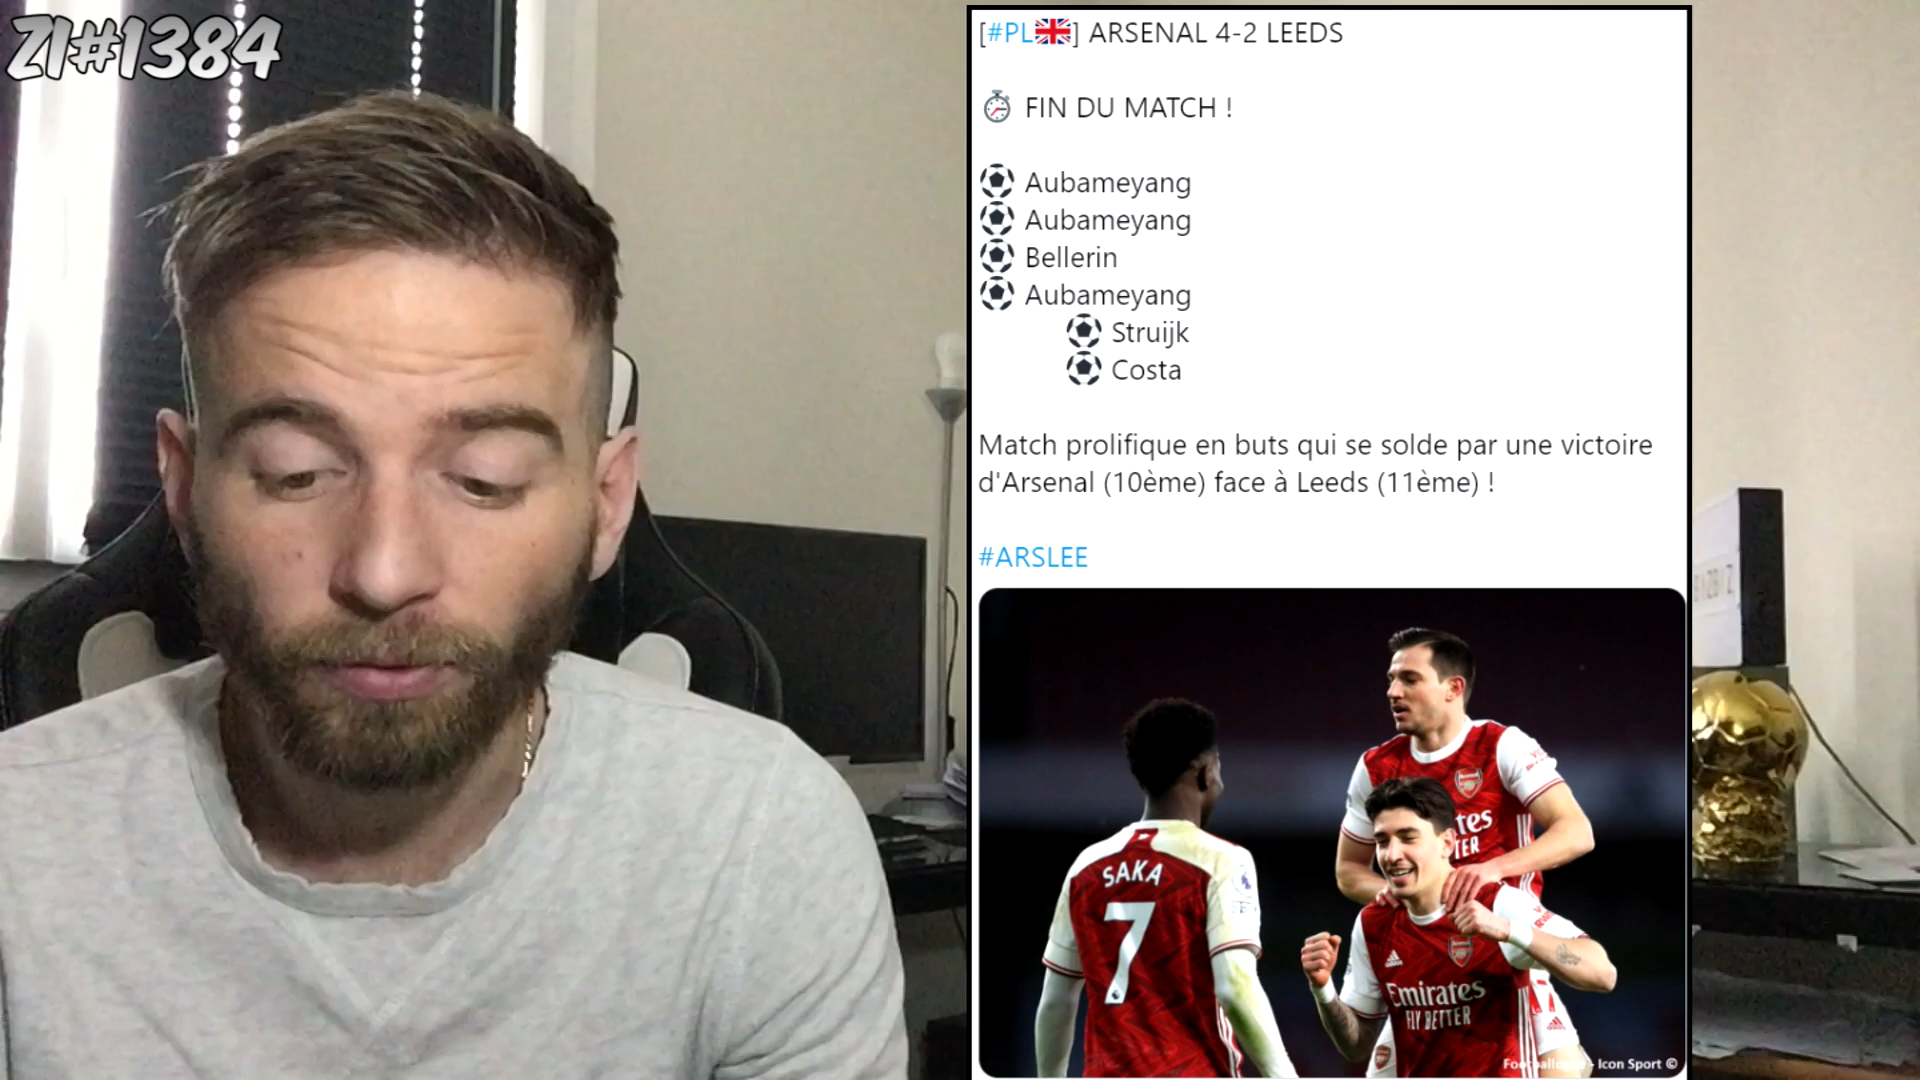 ZI#1384
[#PL🇬🇧] ARSENAL 4-2 LEEDS
⏱ FIN DU MATCH !
⚽ Aubameyang
⚽ Aubameyang
⚽ Bellerin
⚽ Aubameyang
⚽ Struijk
⚽ Costa
Match prolifique en buts qui se solde par une victoire
d'Arsenal (10ème) face à Leeds (11ème) !
#ARSLEE
SAKA
7
Emirates
FLY BETTER
- Icon Sport ©